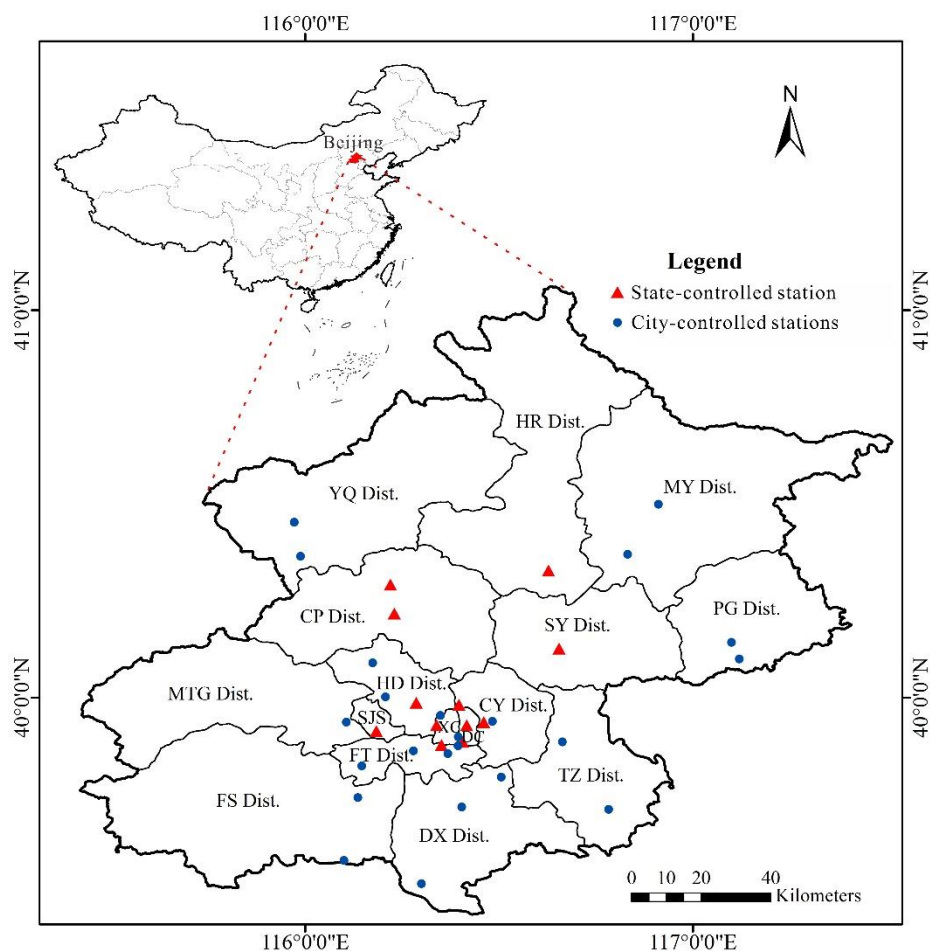 116°0'0"E
117°0'0"E
N
Beijing
Legend
State-controlled station
City-controlled stations
41°0'0"N
41°0'0"N
HR Dist.
YQ Dist.
MY Dist.
CP Dist.
SY Dist.
PG Dist.
40°0'0"N
40°0'0"N
MTG Dist.
HD Dist.
CY Dist.
SJS
XC
DC
FT Dist.
TZ Dist.
FS Dist.
DX Dist.
0 5 10 20 30 40
Kilometers
116°0'0"E
117°0'0"E